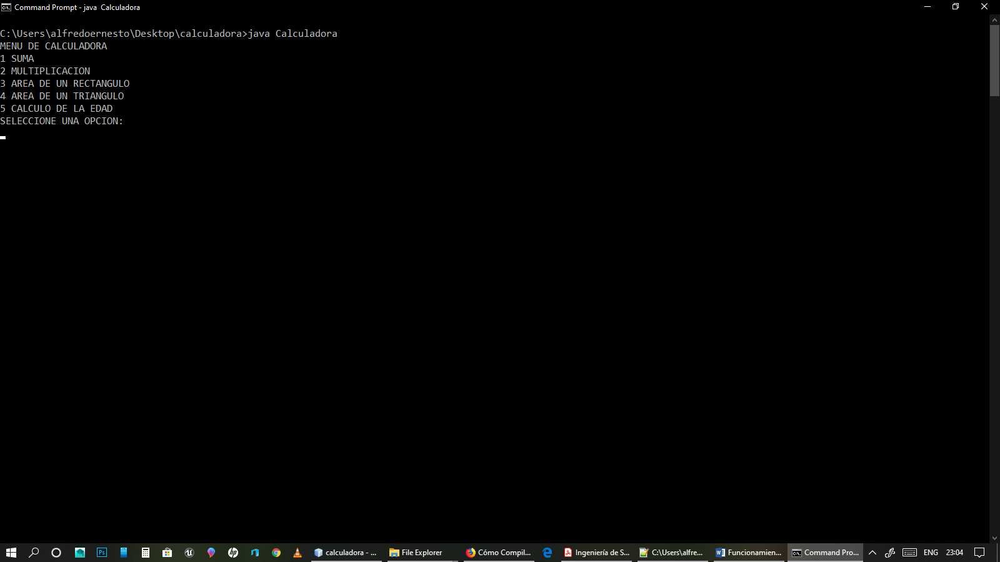 Command Prompt - java  Calculadora
C:\Users\alfredoernesto\Desktop\calculadora>java Calculadora
MENU DE CALCULADORA
1 SUMA
2 MULTIPLICACION
3 AREA DE UN RECTANGULO
4 AREA DE UN TRIANGULO
5 CALCULO DE LA EDAD
SELECCIONE UNA OPCION:
Ps
hp
calculadora - ...
File Explorer
Cómo Compil...
Ingeniería de S...
C:\Users\alfre...
Funcionamien...
Command Pro...
ENG
23:04